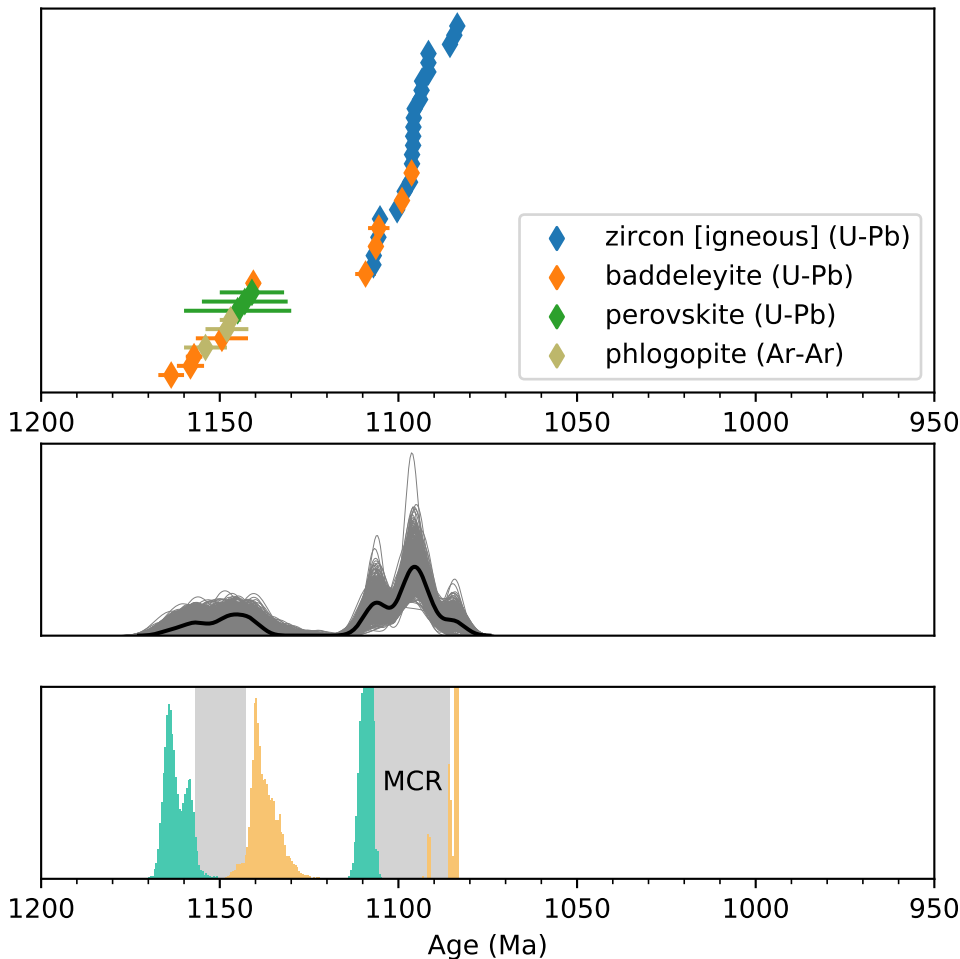 zircon [igneous] (U-Pb)
baddeleyite (U-Pb)
perovskite (U-Pb)
phlogopite (Ar-Ar)
1200 1150 1100 1050 1000 950
MCR
1200 1150 1100 1050 1000 950
Age (Ma)